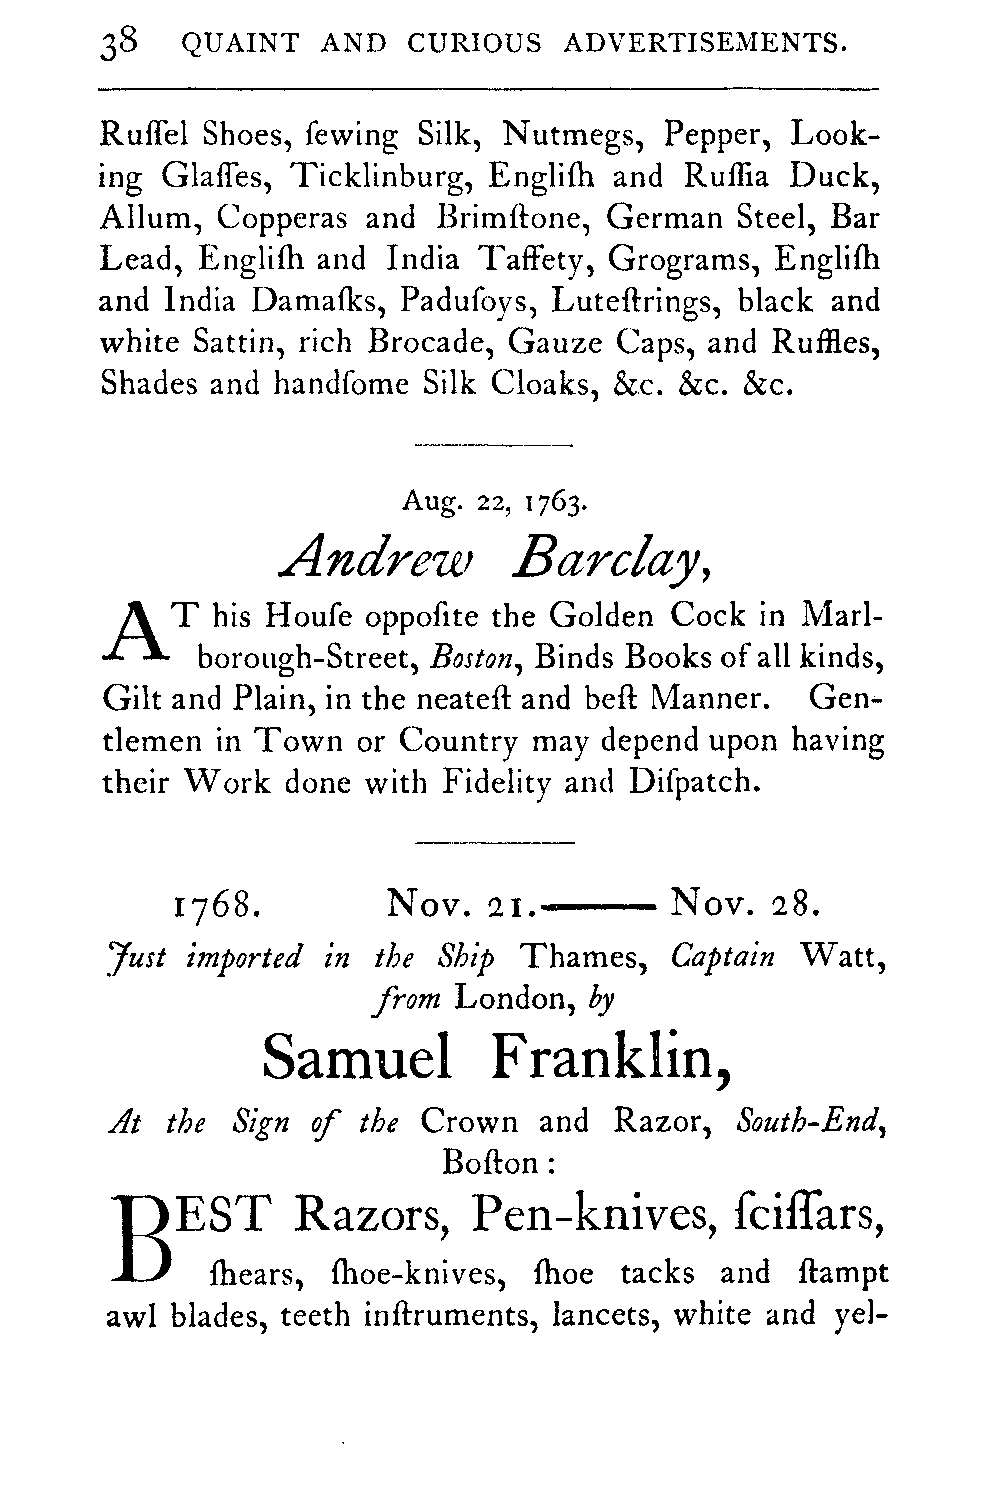 38 QUAINT AND CURIOUS ADVERTISEMENTS.
Ruſſel Shoes, ſewing Silk, Nutmegs, Pepper, Look-
ing Glaſſes, Ticklinburg, Engliſh and Ruſſia Duck,
Allum, Copperas and Brimſtone, German Steel, Bar
Lead, Engliſh and India Taffety, Grograms, Engliſh
and India Damaſks, Paduſoys, Luteſtrings, black and
white Sattin, rich Brocade, Gauze Caps, and Ruffles,
Shades and handſome Silk Cloaks, &c. &c. &c.
Aug. 22, 1763.
Andrew Barclay,
AT his Houſe oppoſite the Golden Cock in Marl-
borough-Street, Boston, Binds Books of all kinds,
Gilt and Plain, in the neateſt and beſt Manner. Gen-
tlemen in Town or Country may depend upon having
their Work done with Fidelity and Diſpatch.
1768. Nov. 21.——— Nov. 28.
Just imported in the Ship Thames, Captain Watt,
from London, by
Samuel Franklin,
At the Sign of the Crown and Razor, South-End,
Boſton :
BEST Razors, Pen-knives, ſciſſars,
ſhears, ſhoe-knives, ſhoe tacks and ſtampt
awl blades, teeth inſtruments, lancets, white and yel-